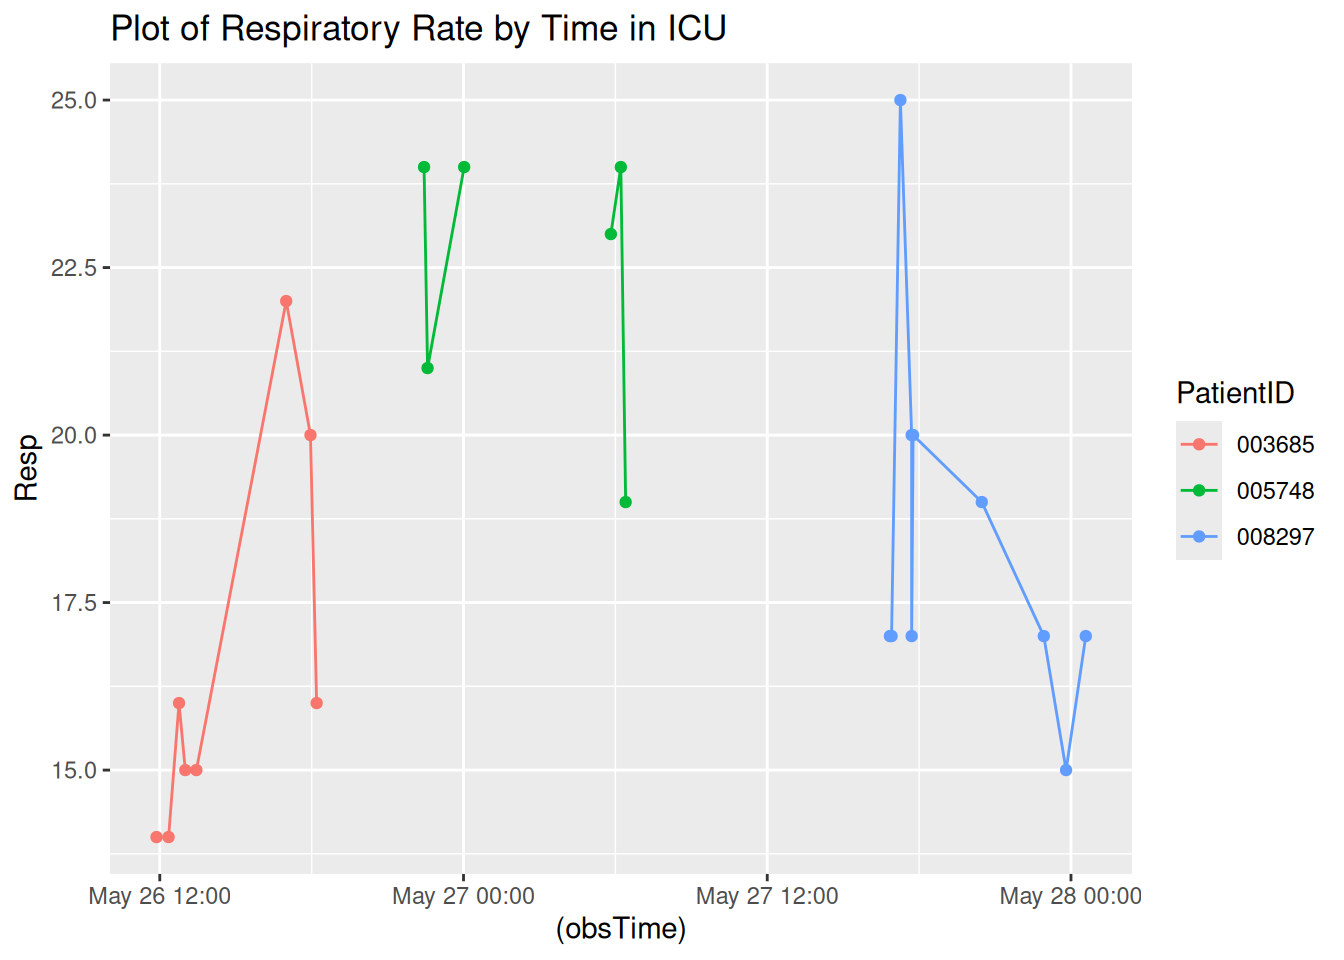 Plot of Respiratory Rate by Time in ICU
25.0
22.5
20.0
17.5
15.0
Resp
May 26 12:00
May 27 00:00
May 27 12:00
May 28 00:00
(obsTime)
PatientID
003685
005748
008297